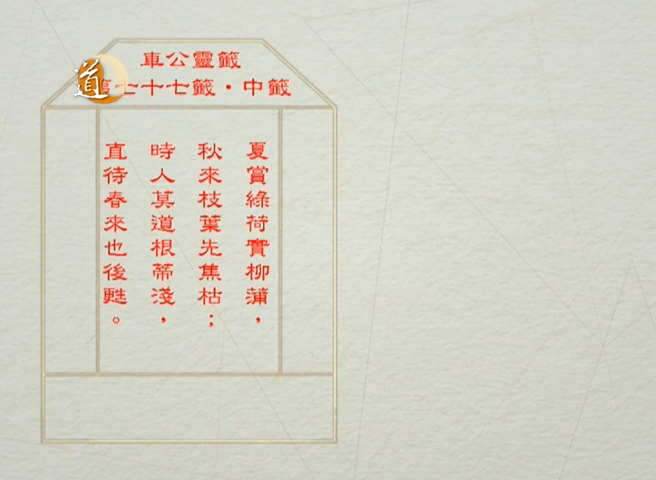 道
車公靈籤
第七十七籤・中籤
夏賞綠荷實柳蒲，
秋來枝葉先焦枯；
時人莫道根蒂淺，
直待春來也後甦。